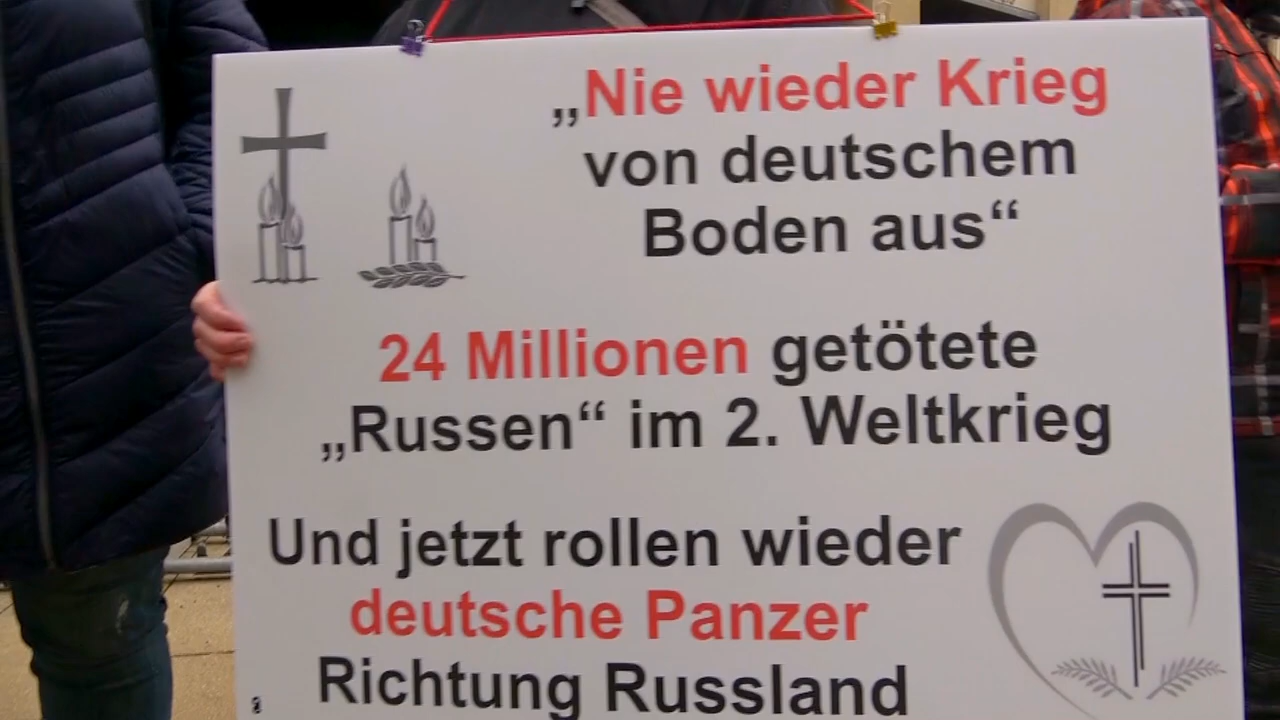 „Nie wieder Krieg
von deutschem
Boden aus“
24 Millionen getötete
„Russen“ im 2. Weltkrieg
Und jetzt rollen wieder
deutsche Panzer
Richtung Russland